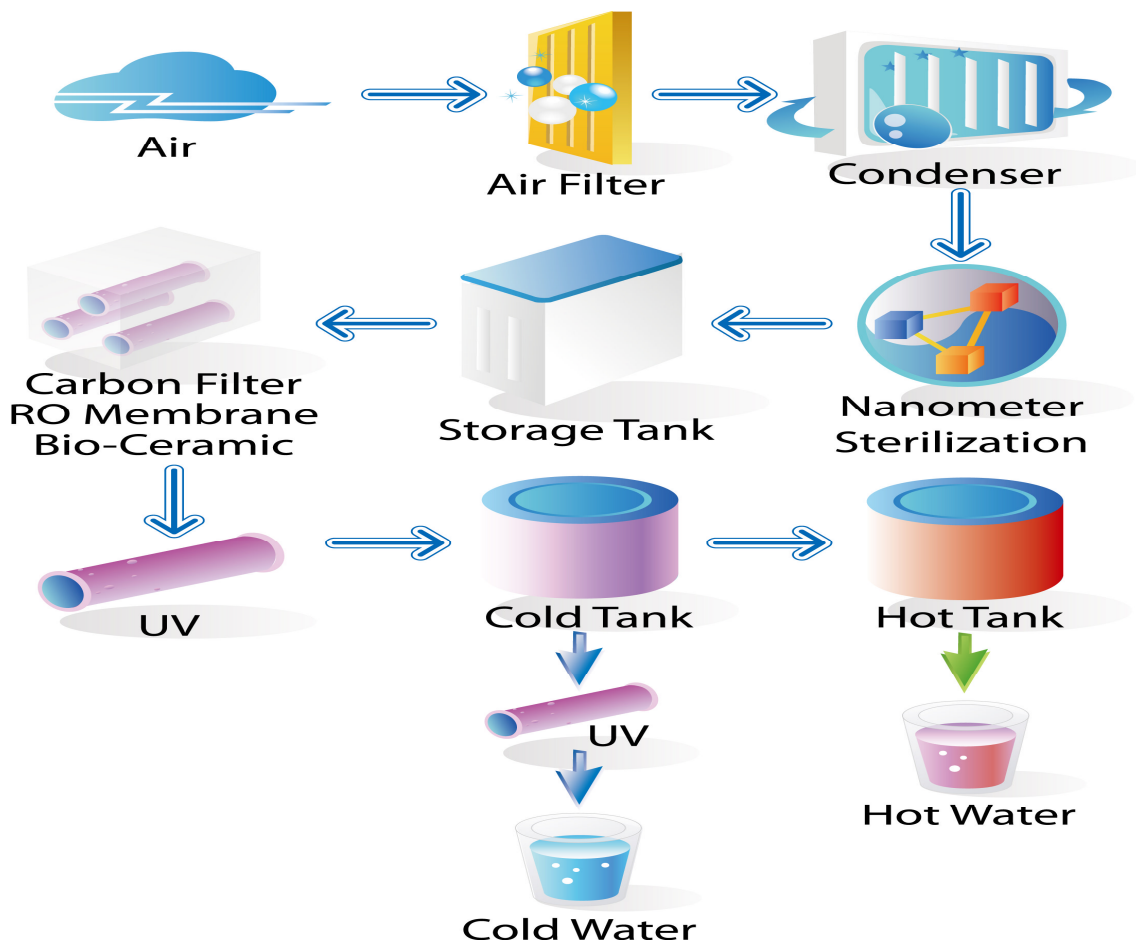 Air
Air Filter
Condenser
Carbon Filter
RO Membrane
Bio-Ceramic
Storage Tank
Nanometer
Sterilization
UV
Cold Tank
Hot Tank
UV
Hot Water
Cold Water